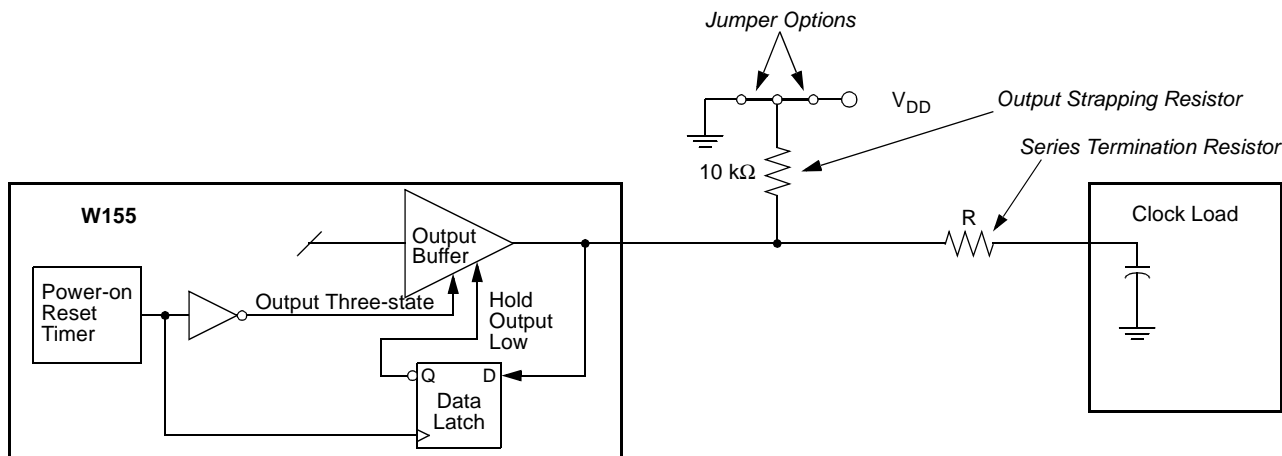 Jumper Options
V_DD
Output Strapping Resistor
Series Termination Resistor
10 kΩ
W155
R
Clock Load
Output
Buffer
Power-on
Reset
Timer
Output Three-state
Hold
Output
Low
Q D
Data
Latch